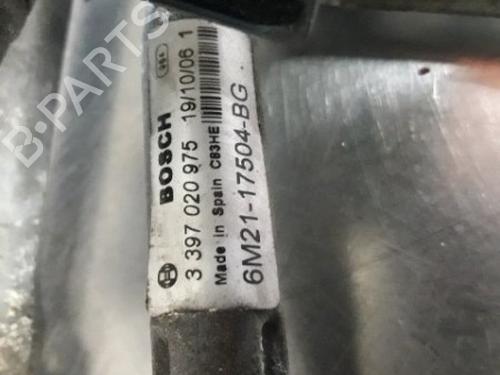 BOSCH
3 397 020 975 19/10/06 1
Made in Spain C83HE
6M21-17504-BG
B-PARTS